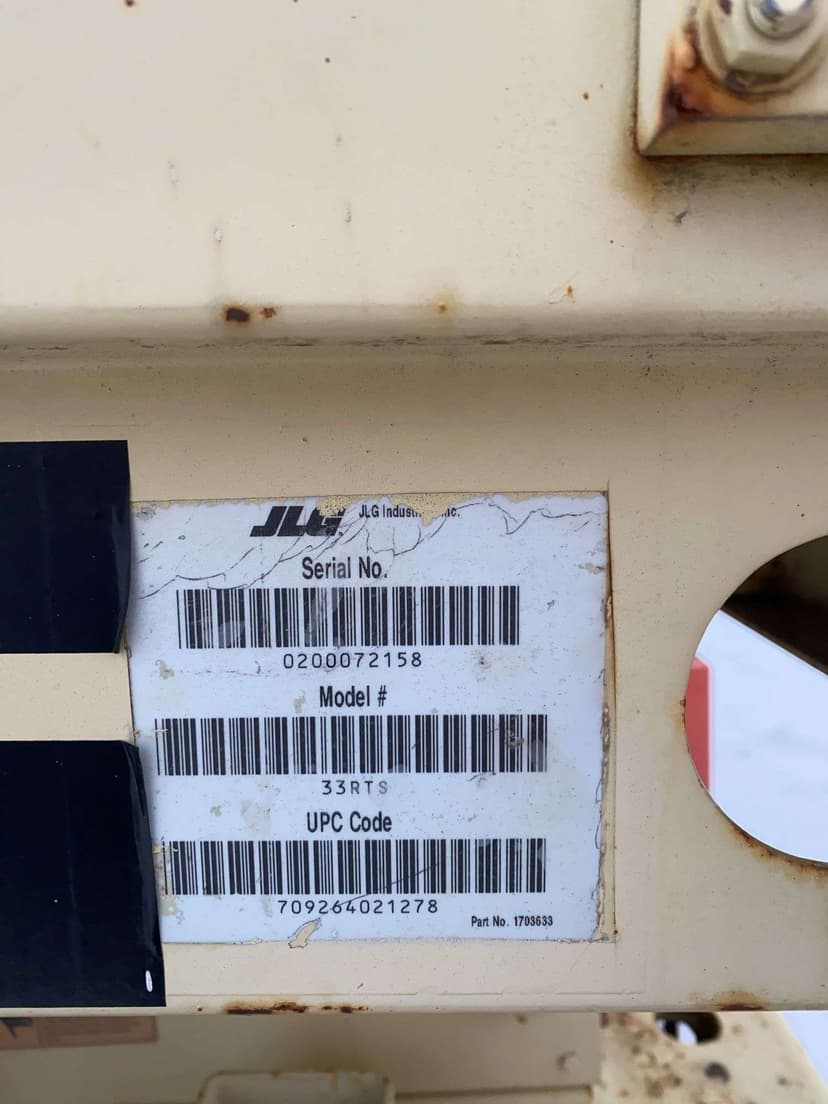 JLG
Serial No.
0200072158
Model #
33RTS
UPC Code
709264021278
Part No. 1703633